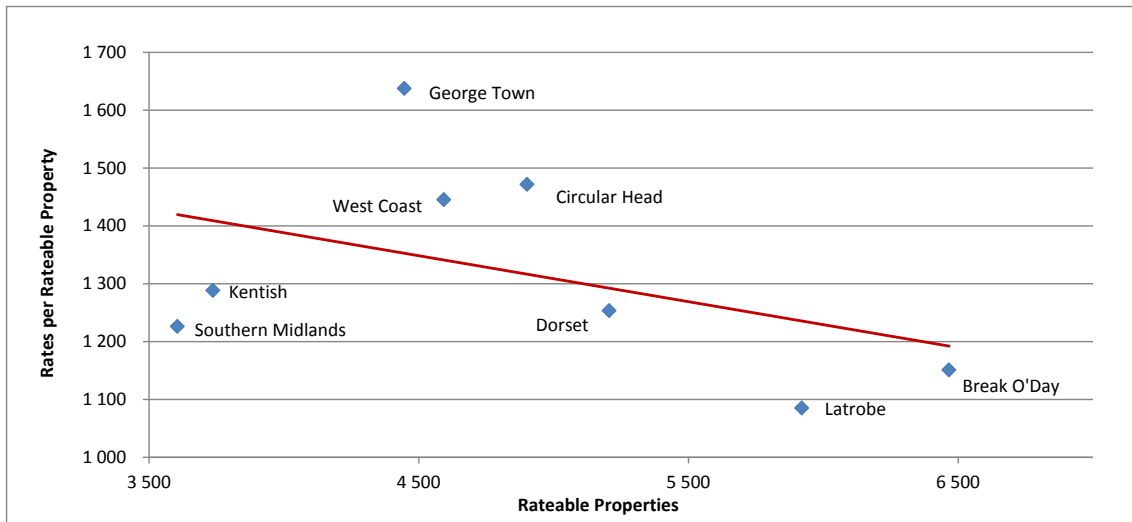 1 700
1 600
1 500
1 400
1 300
1 200
1 100
1 000
Rates per Rateable Property
George Town
Circular Head
West Coast
Kentish
Southern Midlands
Dorset
Break O'Day
Latrobe
3 500
4 500
5 500
6 500
Rateable Properties